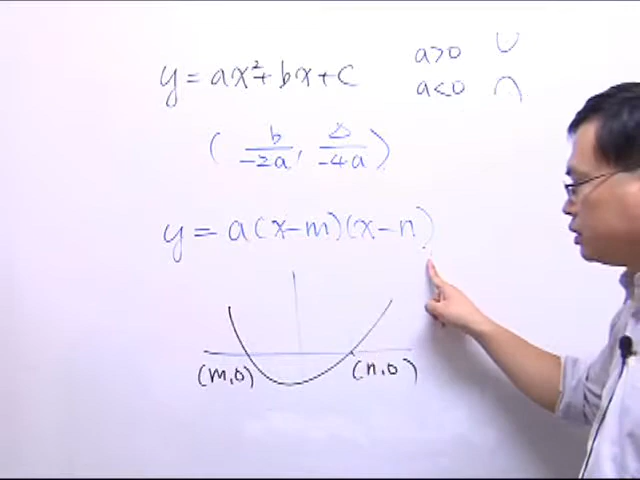 y = ax²+bx+c
a>0 ∪
a<0 ∩
(b/-2a, Δ/-4a)
y = a(x-m)(x-n)
(m,0) (n,0)